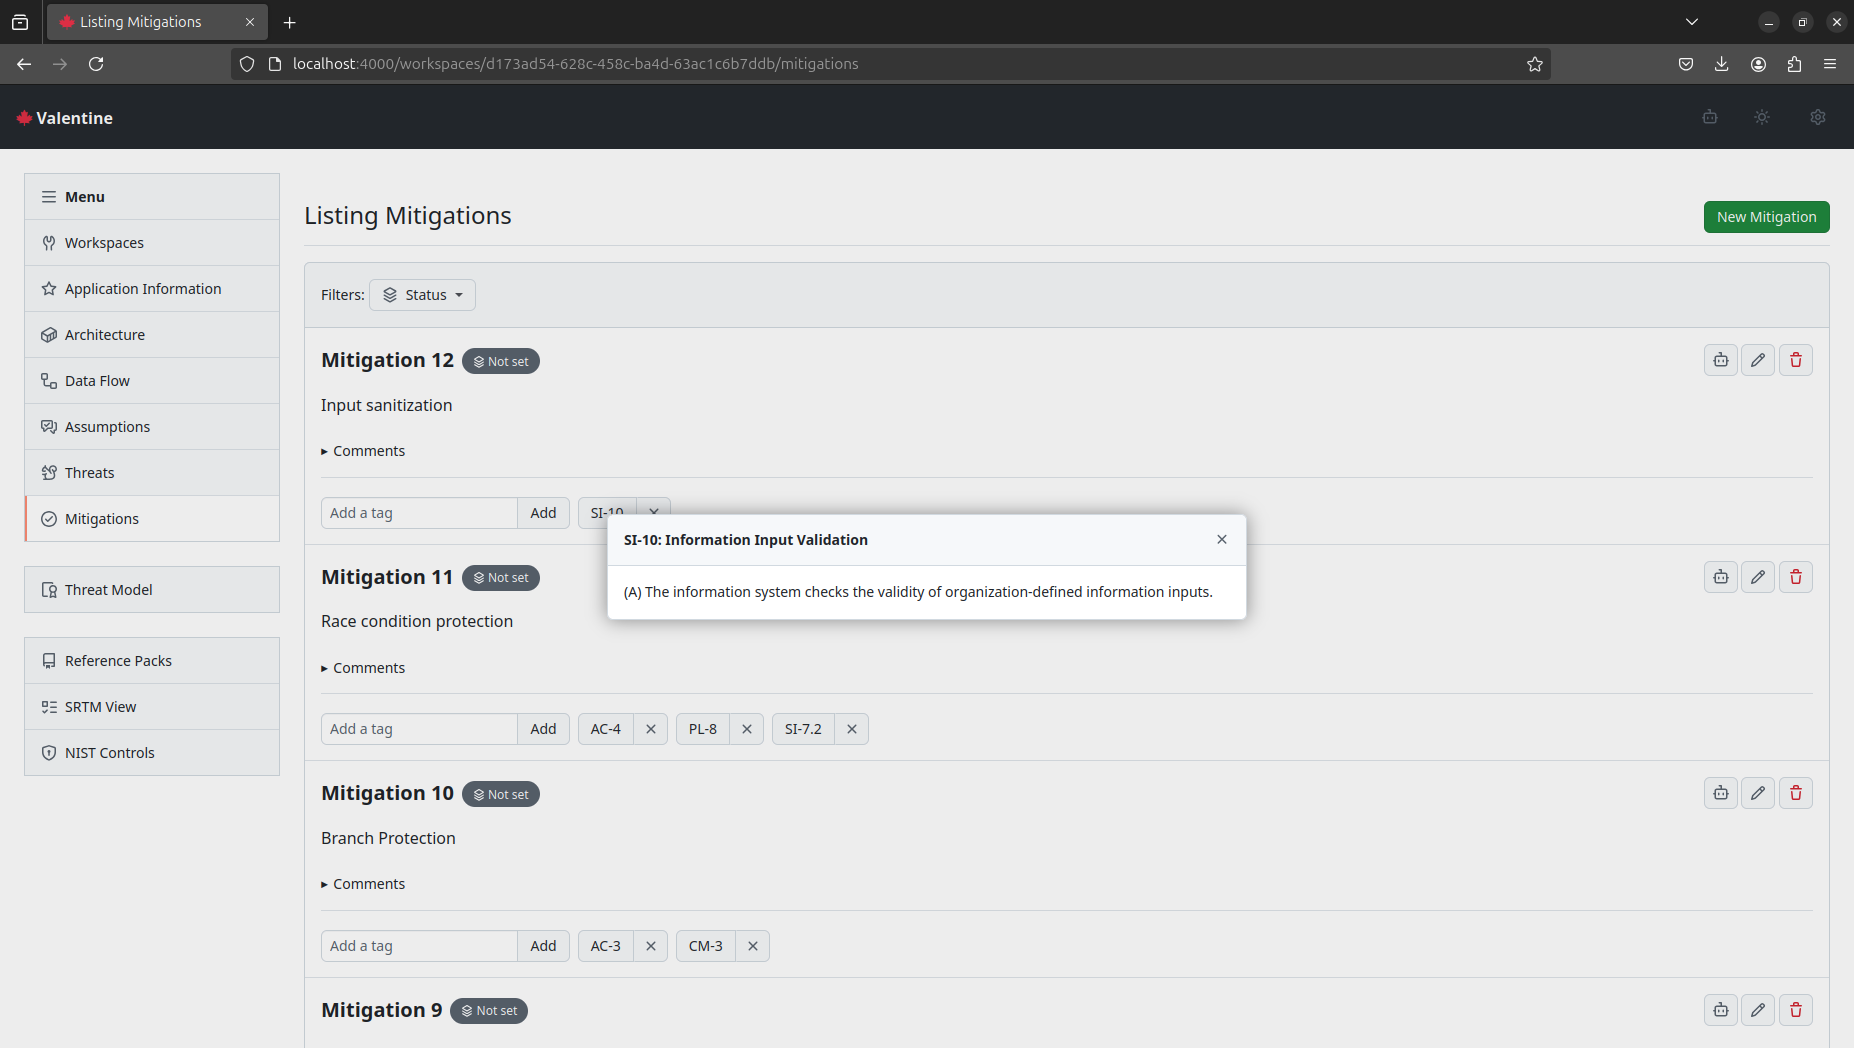 Listing Mitigations
localhost:4000/workspaces/d173ad54-628c-458c-ba4d-63ac1c6b7ddb/mitigations
Valentine
Menu
Workspaces
Application Information
Architecture
Data Flow
Assumptions
Threats
Mitigations
Threat Model
Reference Packs
SRTM View
NIST Controls
Listing Mitigations
New Mitigation
Filters: Status
Mitigation 12 Not set
Input sanitization
Comments
Add a tag Add SI-10
SI-10: Information Input Validation
(A) The information system checks the validity of organization-defined information inputs.
Mitigation 11 Not set
Race condition protection
Comments
Add a tag Add AC-4 PL-8 SI-7.2
Mitigation 10 Not set
Branch Protection
Comments
Add a tag Add AC-3 CM-3
Mitigation 9 Not set